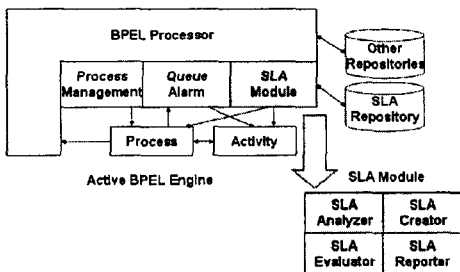 BPEL Processor
Process Management
Queue Alarm
SLA Module
Other Repositories
SLA Repository
Process
Activity
Active BPEL Engine
SLA Module
SLA Analyzer
SLA Creator
SLA Evaluator
SLA Reporter